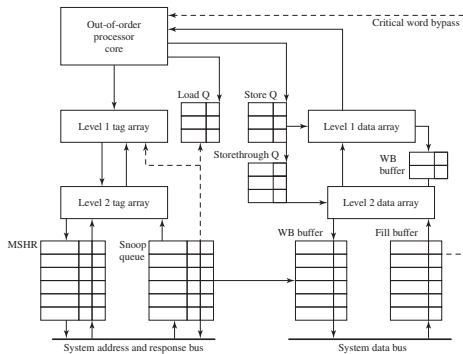 Out-of-order
processor
core
Critical word bypass
Load Q
Store Q
Level 1 tag array
Level 1 data array
Storethrough Q
WB
buffer
Level 2 tag array
Level 2 data array
MSHR
Snoop
queue
WB buffer
Fill buffer
System address and response bus
System data bus